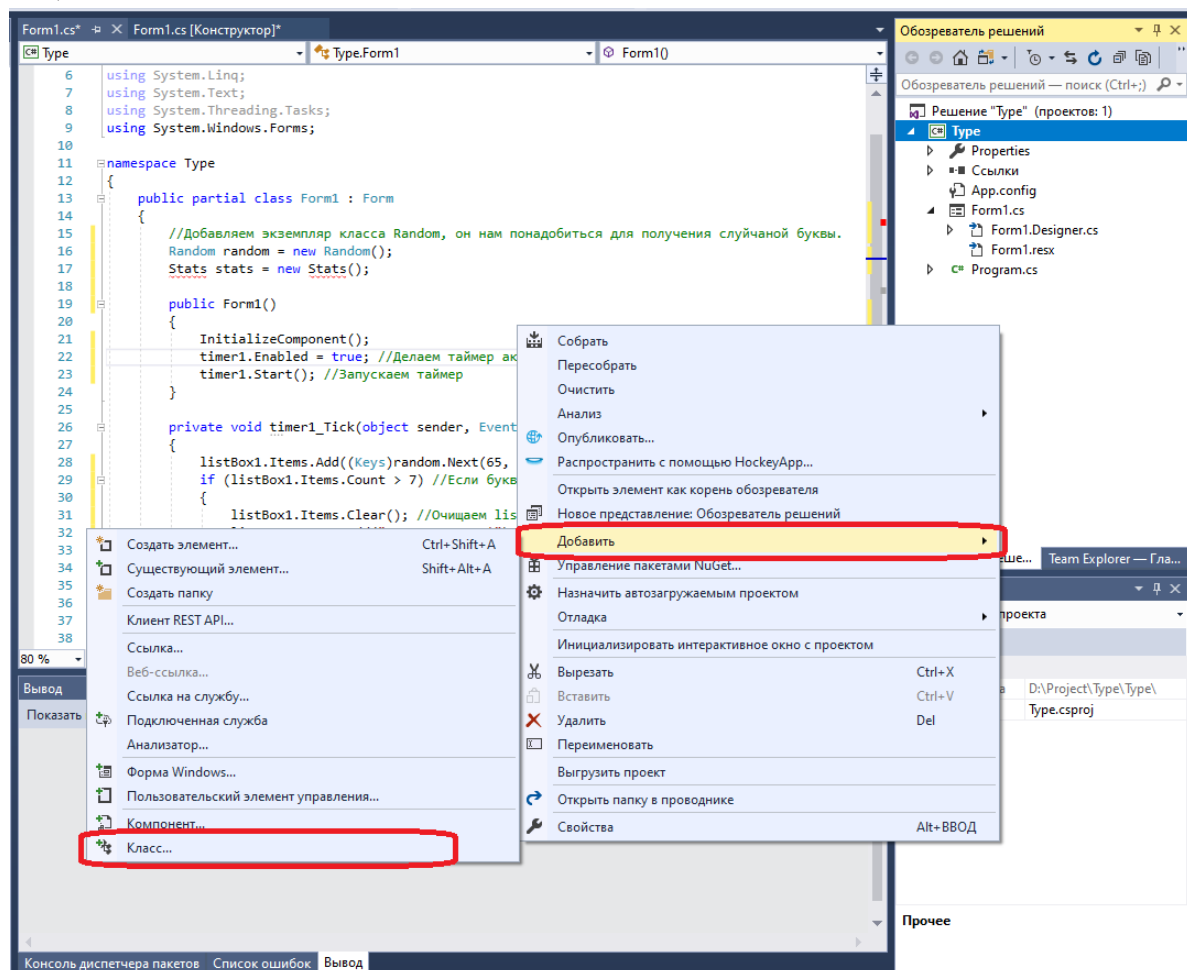 Form1.cs* Form1.cs [Конструктор]*
Type Type.Form1 Form1()
6 using System.Linq;
7 using System.Text;
8 using System.Threading.Tasks;
9 using System.Windows.Forms;
10
11 namespace Type
12 {
13 public partial class Form1 : Form
14 {
15 //Добавляем экземпляр класса Random, он нам понадобиться для получения слуйчаной буквы.
16 Random random = new Random();
17 Stats stats = new Stats();
18
19 public Form1()
20 {
21 InitializeComponent();
22 timer1.Enabled = true; //Делаем таймер ак
23 timer1.Start(); //Запускаем таймер
24 }
25
26 private void timer1_Tick(object sender, Event
27 {
28 listBox1.Items.Add((Keys)random.Next(65,
29 if (listBox1.Items.Count > 7) //Если букв
30 {
31 listBox1.Items.Clear(); //Очищаем lis
32
33
34
35
36
37
38
80 %
Вывод
Показать
Создать элемент... Ctrl+Shift+A
Существующий элемент... Shift+Alt+A
Создать папку
Клиент REST API...
Ссылка...
Веб-ссылка...
Ссылка на службу...
Подключенная служба
Анализатор...
Форма Windows...
Пользовательский элемент управления...
Компонент...
Класс...
Собрать
Пересобрать
Очистить
Анализ
Опубликовать...
Распространить с помощью HockeyApp...
Открыть элемент как корень обозревателя
Новое представление: Обозреватель решений
Добавить
Управление пакетами NuGet...
Назначить автозагружаемым проектом
Отладка
Инициализировать интерактивное окно с проектом
Вырезать Ctrl+X
Вставить Ctrl+V
Удалить Del
Переименовать
Выгрузить проект
Открыть папку в проводнике
Свойства Alt+ВВОД
Обозреватель решений
Обозреватель решений — поиск (Ctrl+;)
Решение "Type" (проектов: 1)
C# Type
Properties
Ссылки
App.config
Form1.cs
Form1.Designer.cs
Form1.resx
C# Program.cs
ше... Team Explorer — Гла...
проекта
а D:\Project\Type\Type\
Type.csproj
Прочее
Консоль диспетчера пакетов Список ошибок Вывод